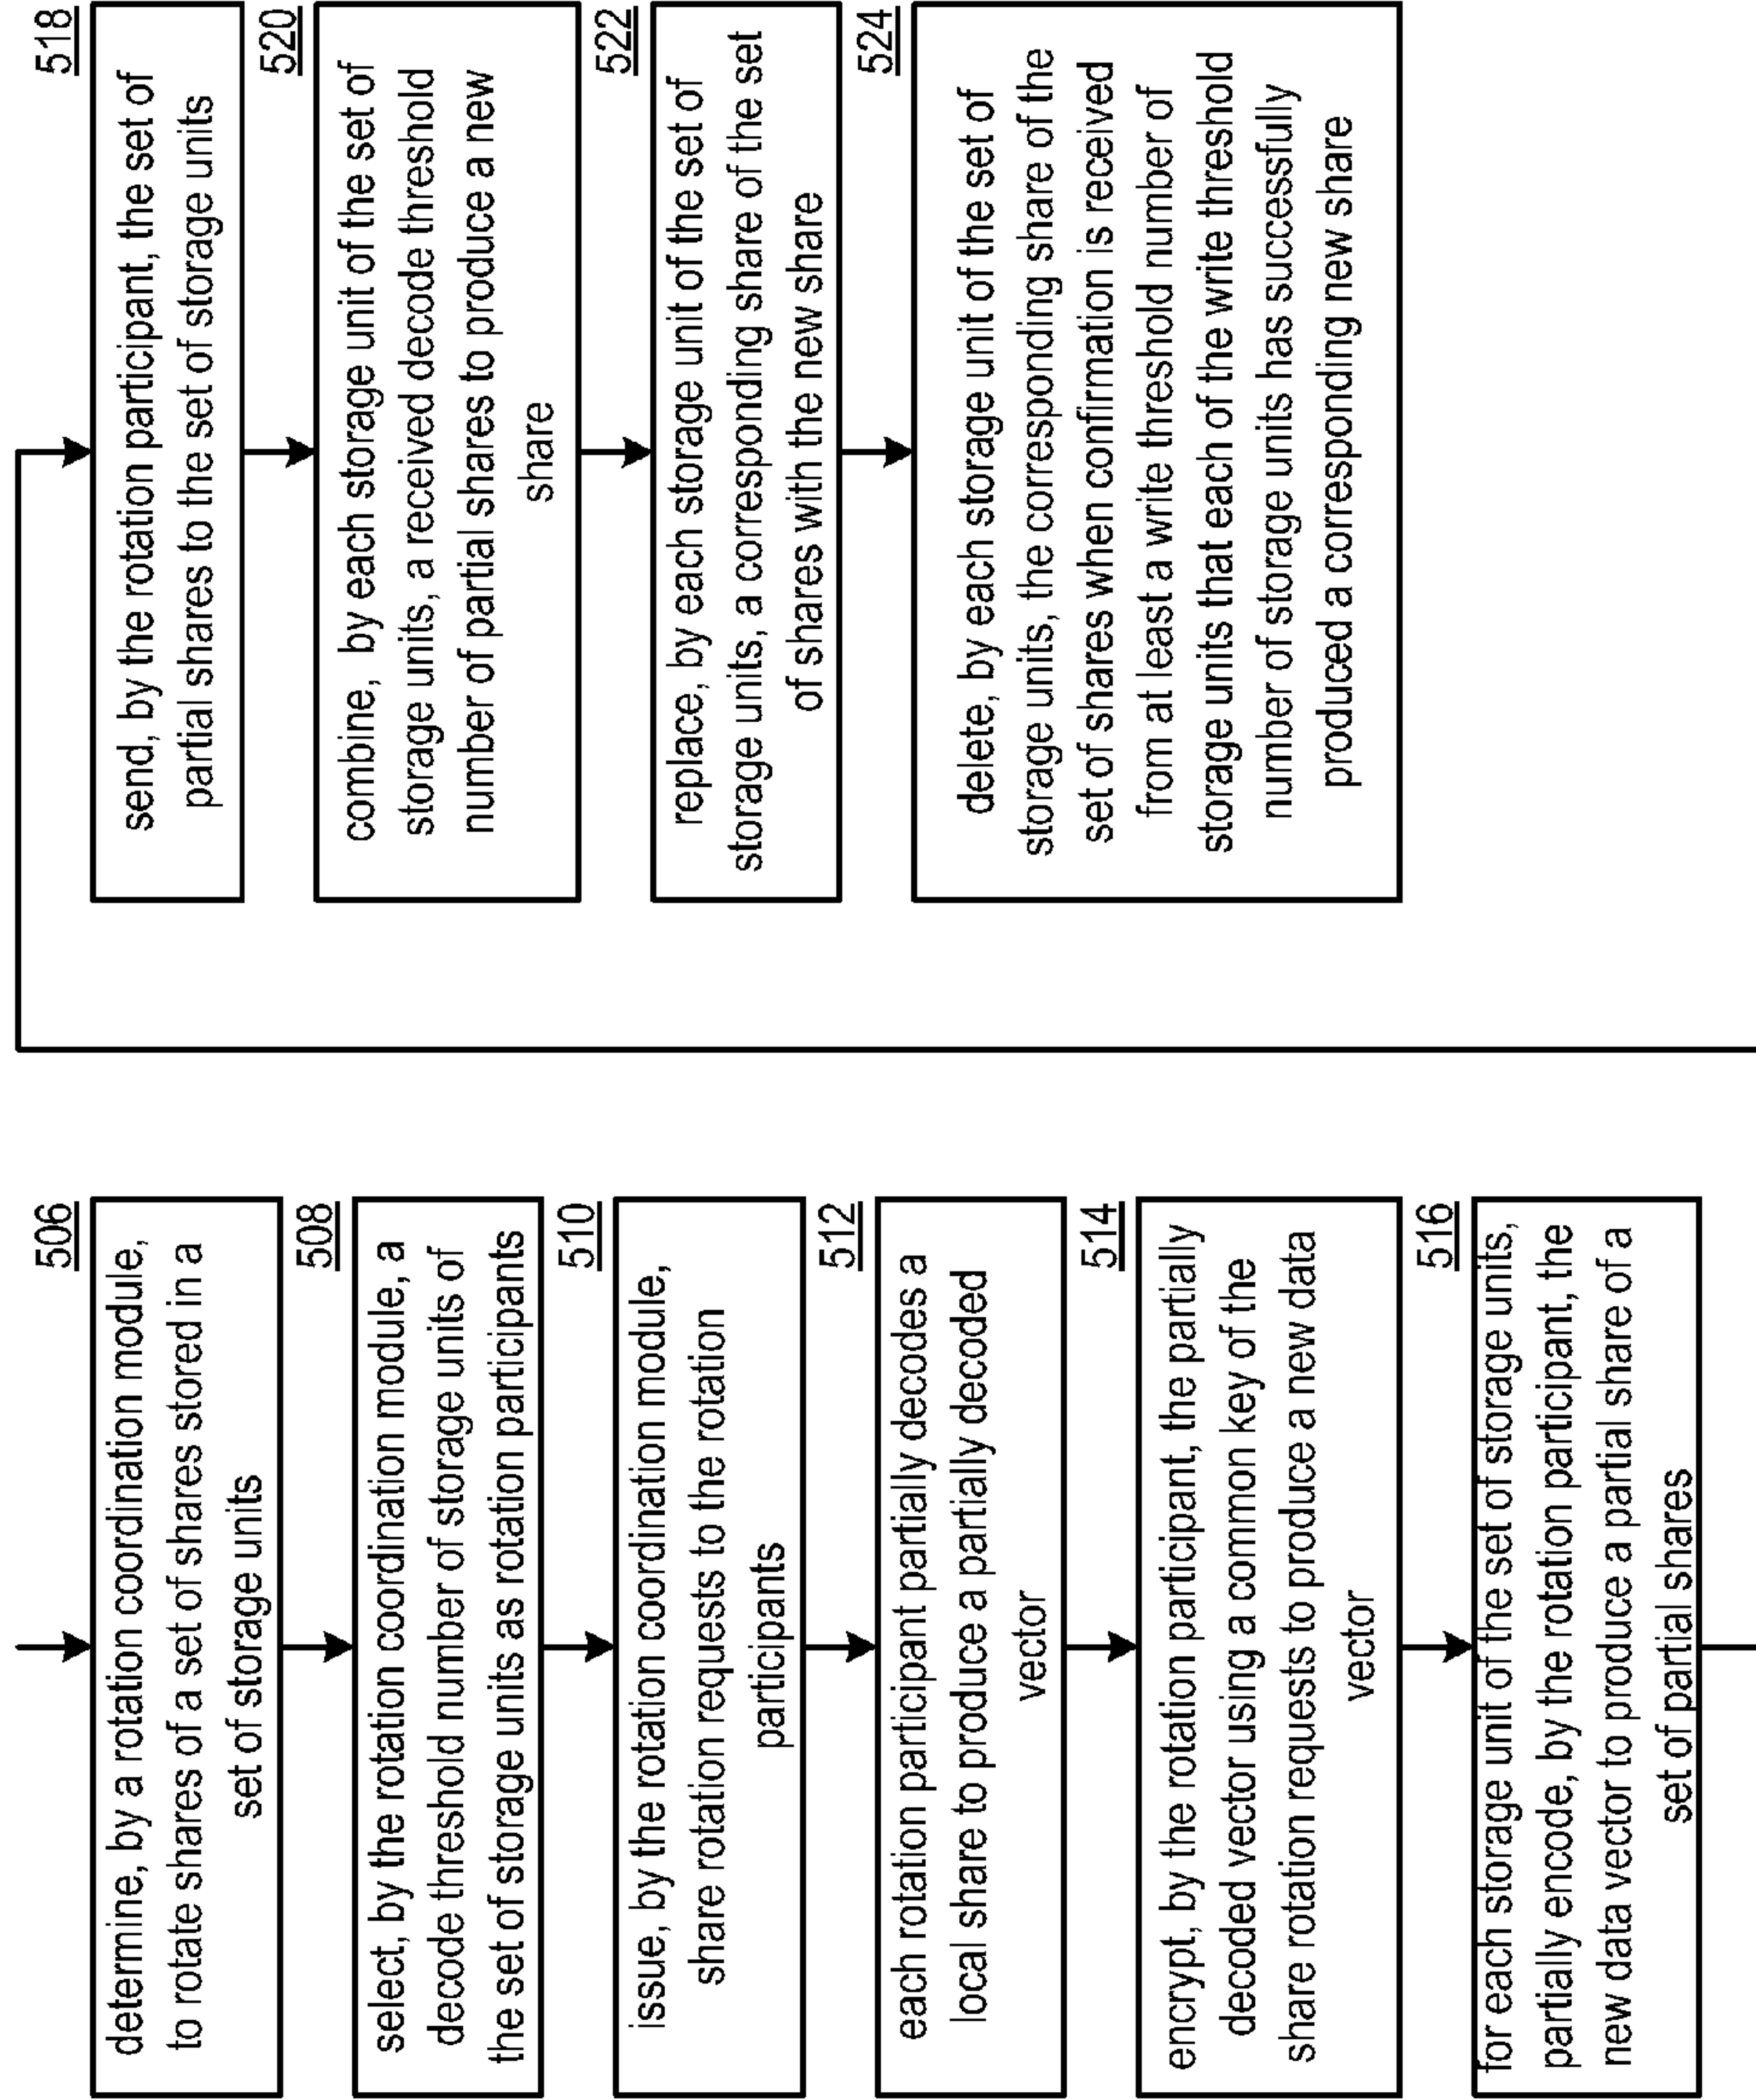 506
determine, by a rotation coordination module,
to rotate shares of a set of shares stored in a
set of storage units
508
select, by the rotation coordination module, a
decode threshold number of storage units of
the set of storage units as rotation participants
510
issue, by the rotation coordination module,
share rotation requests to the rotation
participants
512
each rotation participant partially decodes a
local share to produce a partially decoded
vector
514
encrypt, by the rotation participant, the partially
decoded vector using a common key of the
share rotation requests to produce a new data
vector
516
for each storage unit of the set of storage units,
partially encode, by the rotation participant, the
new data vector to produce a partial share of a
set of partial shares
518
send, by the rotation participant, the set of
partial shares to the set of storage units
520
combine, by each storage unit of the set of
storage units, a received decode threshold
number of partial shares to produce a new
share
522
replace, by each storage unit of the set of
storage units, a corresponding share of the set
of shares with the new share
524
delete, by each storage unit of the set of
storage units, the corresponding share of the
set of shares when confirmation is received
from at least a write threshold number of
storage units that each of the write threshold
number of storage units has successfully
produced a corresponding new share